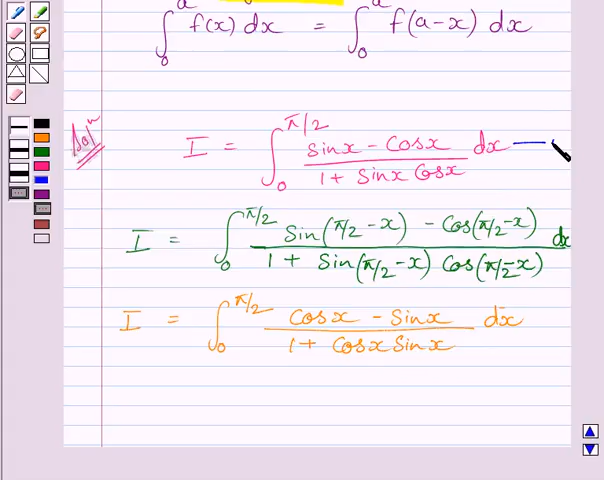 ∫₀ᵃ f(x) dx = ∫₀ᵃ f(a-x) dx
Solⁿ
I = ∫₀^(π/2) (Sinx - Cosx)/(1 + Sinx Cosx) dx —
I = ∫₀^(π/2) (Sin(π/2 - x) - Cos(π/2 - x))/(1 + Sin(π/2 - x) Cos(π/2 - x)) dx
I = ∫₀^(π/2) (Cosx - Sinx)/(1 + Cosx Sinx) dx